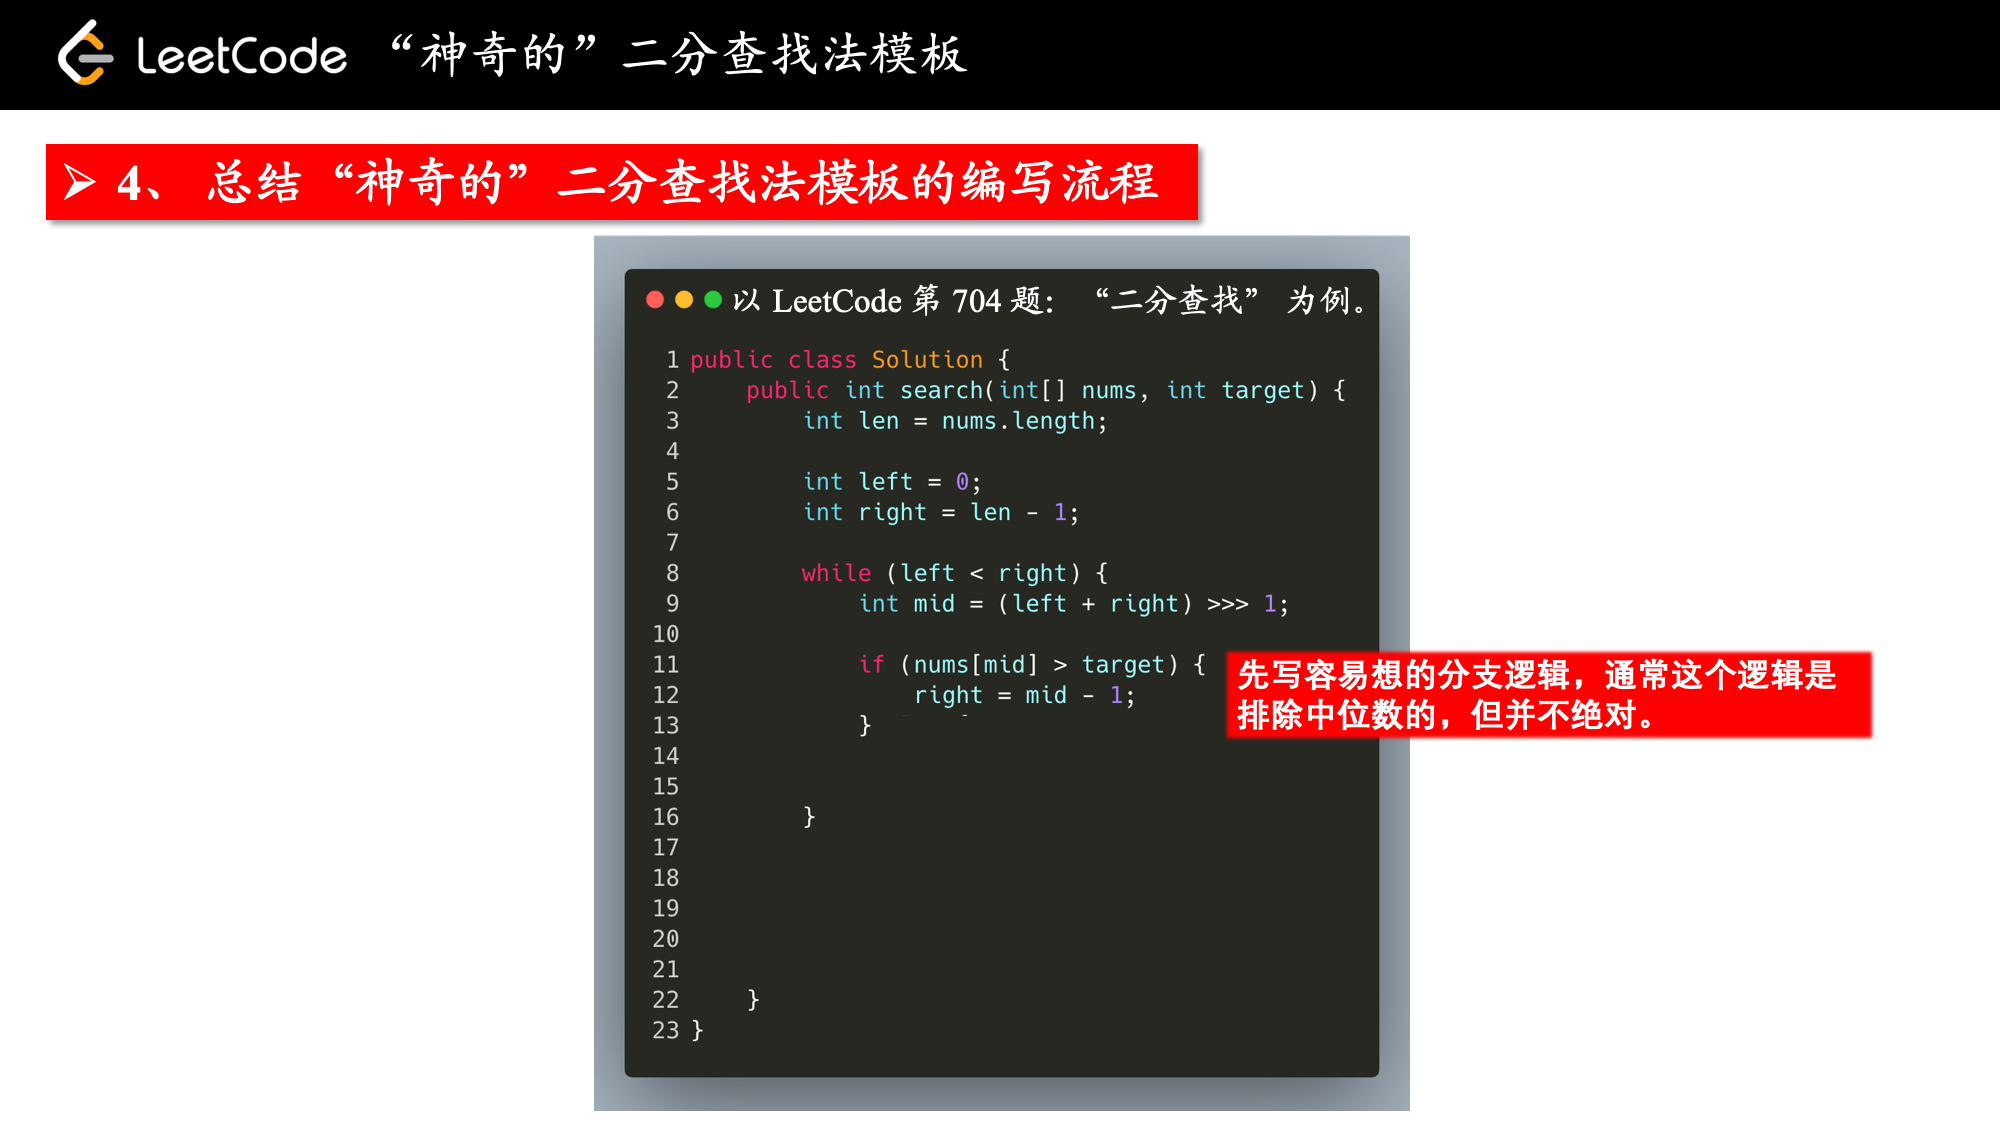 LeetCode “神奇的”二分查找法模板
➢ 4、 总结“神奇的”二分查找法模板的编写流程
以 LeetCode 第 704 题：“二分查找” 为例。
1 public class Solution {
2     public int search(int[] nums, int target) {
3         int len = nums.length;
4
5         int left = 0;
6         int right = len - 1;
7
8         while (left < right) {
9             int mid = (left + right) >>> 1;
10
11             if (nums[mid] > target) {
12                 right = mid - 1;
13             }
14
15
16         }
17
18
19
20
21
22     }
23 }
先写容易想的分支逻辑，通常这个逻辑是
排除中位数的，但并不绝对。